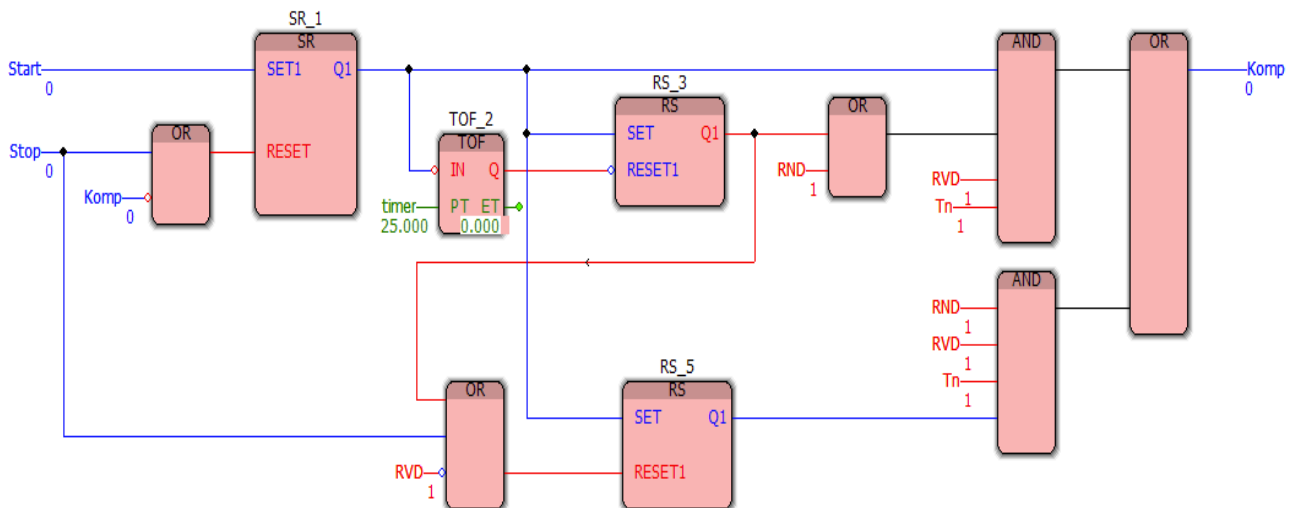 SR_1
SR
Start
0
SET1 Q1
RESET
OR
Stop
0
Komp
0
TOF_2
TOF
IN Q
PT ET
timer
25.000
0.000
RS_3
RS
SET Q1
RESET1
OR
RND
1
AND
RVD
1
Tn
1
OR
Komp
0
AND
RND
1
RVD
1
Tn
1
OR
RVD
1
RS_5
RS
SET Q1
RESET1